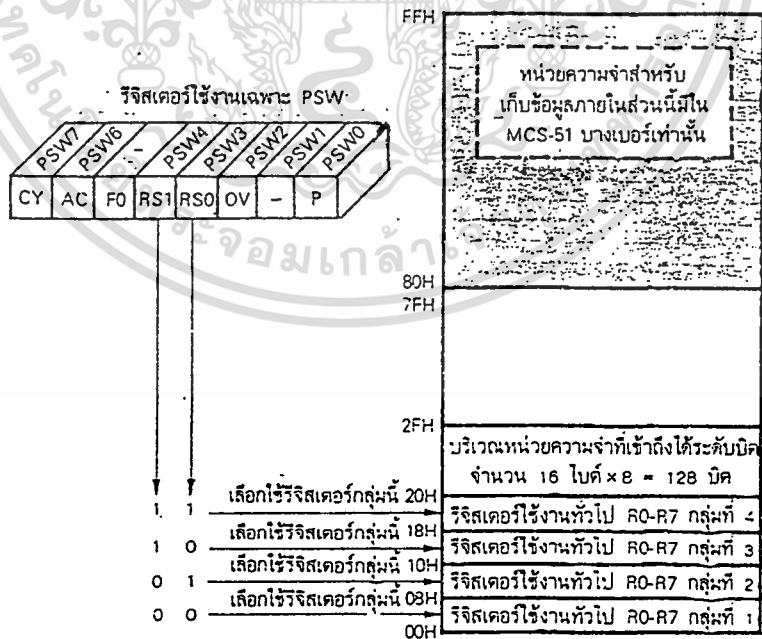 FFH
หน่วยความจำสำหรับ
เก็บข้อมูลภายในส่วนนี้มีใน
MCS-51 บางเบอร์เท่านั้น
รีจิสเตอร์ใช้งานเฉพาะ PSW
PSW7 PSW6 PSW4 PSW3 PSW2 PSW1 PSW0
CY AC F0 RS1 RS0 OV - P
จอมเกล้า
80H
7FH
2FH
บริเวณหน่วยความจำที่เข้าถึงได้ระดับบิต
จำนวน 16 ไบต์ × 8 = 128 บิต
1 1 เลือกใช้รีจิสเตอร์กลุ่มนี้ 20H
รีจิสเตอร์ใช้งานทั่วไป R0-R7 กลุ่มที่ 4
1 0 เลือกใช้รีจิสเตอร์กลุ่มนี้ 18H
รีจิสเตอร์ใช้งานทั่วไป R0-R7 กลุ่มที่ 3
0 1 เลือกใช้รีจิสเตอร์กลุ่มนี้ 10H
รีจิสเตอร์ใช้งานทั่วไป R0-R7 กลุ่มที่ 2
0 0 เลือกใช้รีจิสเตอร์กลุ่มนี้ 08H
รีจิสเตอร์ใช้งานทั่วไป R0-R7 กลุ่มที่ 1
00H